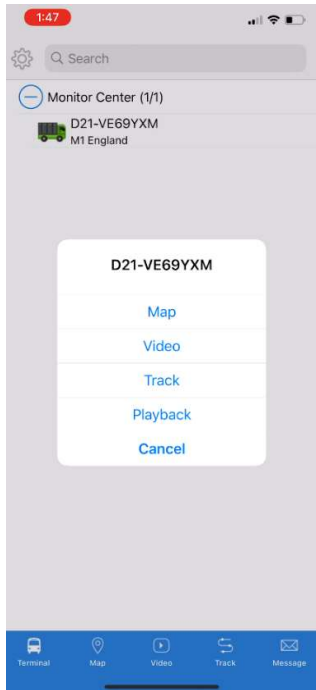 1:47
Search
Monitor Center (1/1)
D21-VE69YXM
M1 England
D21-VE69YXM
Map
Video
Track
Playback
Cancel
Terminal Map Video Track Message